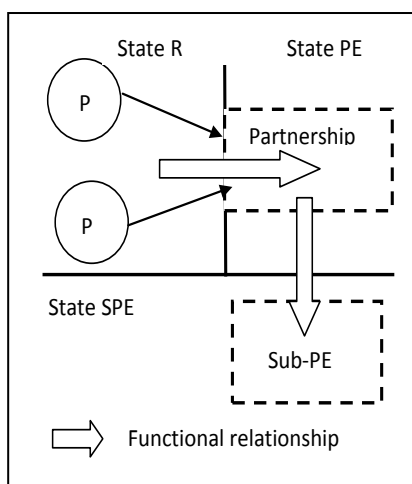 State R State PE
P
Partnership
P
State SPE
Sub-PE
Functional relationship